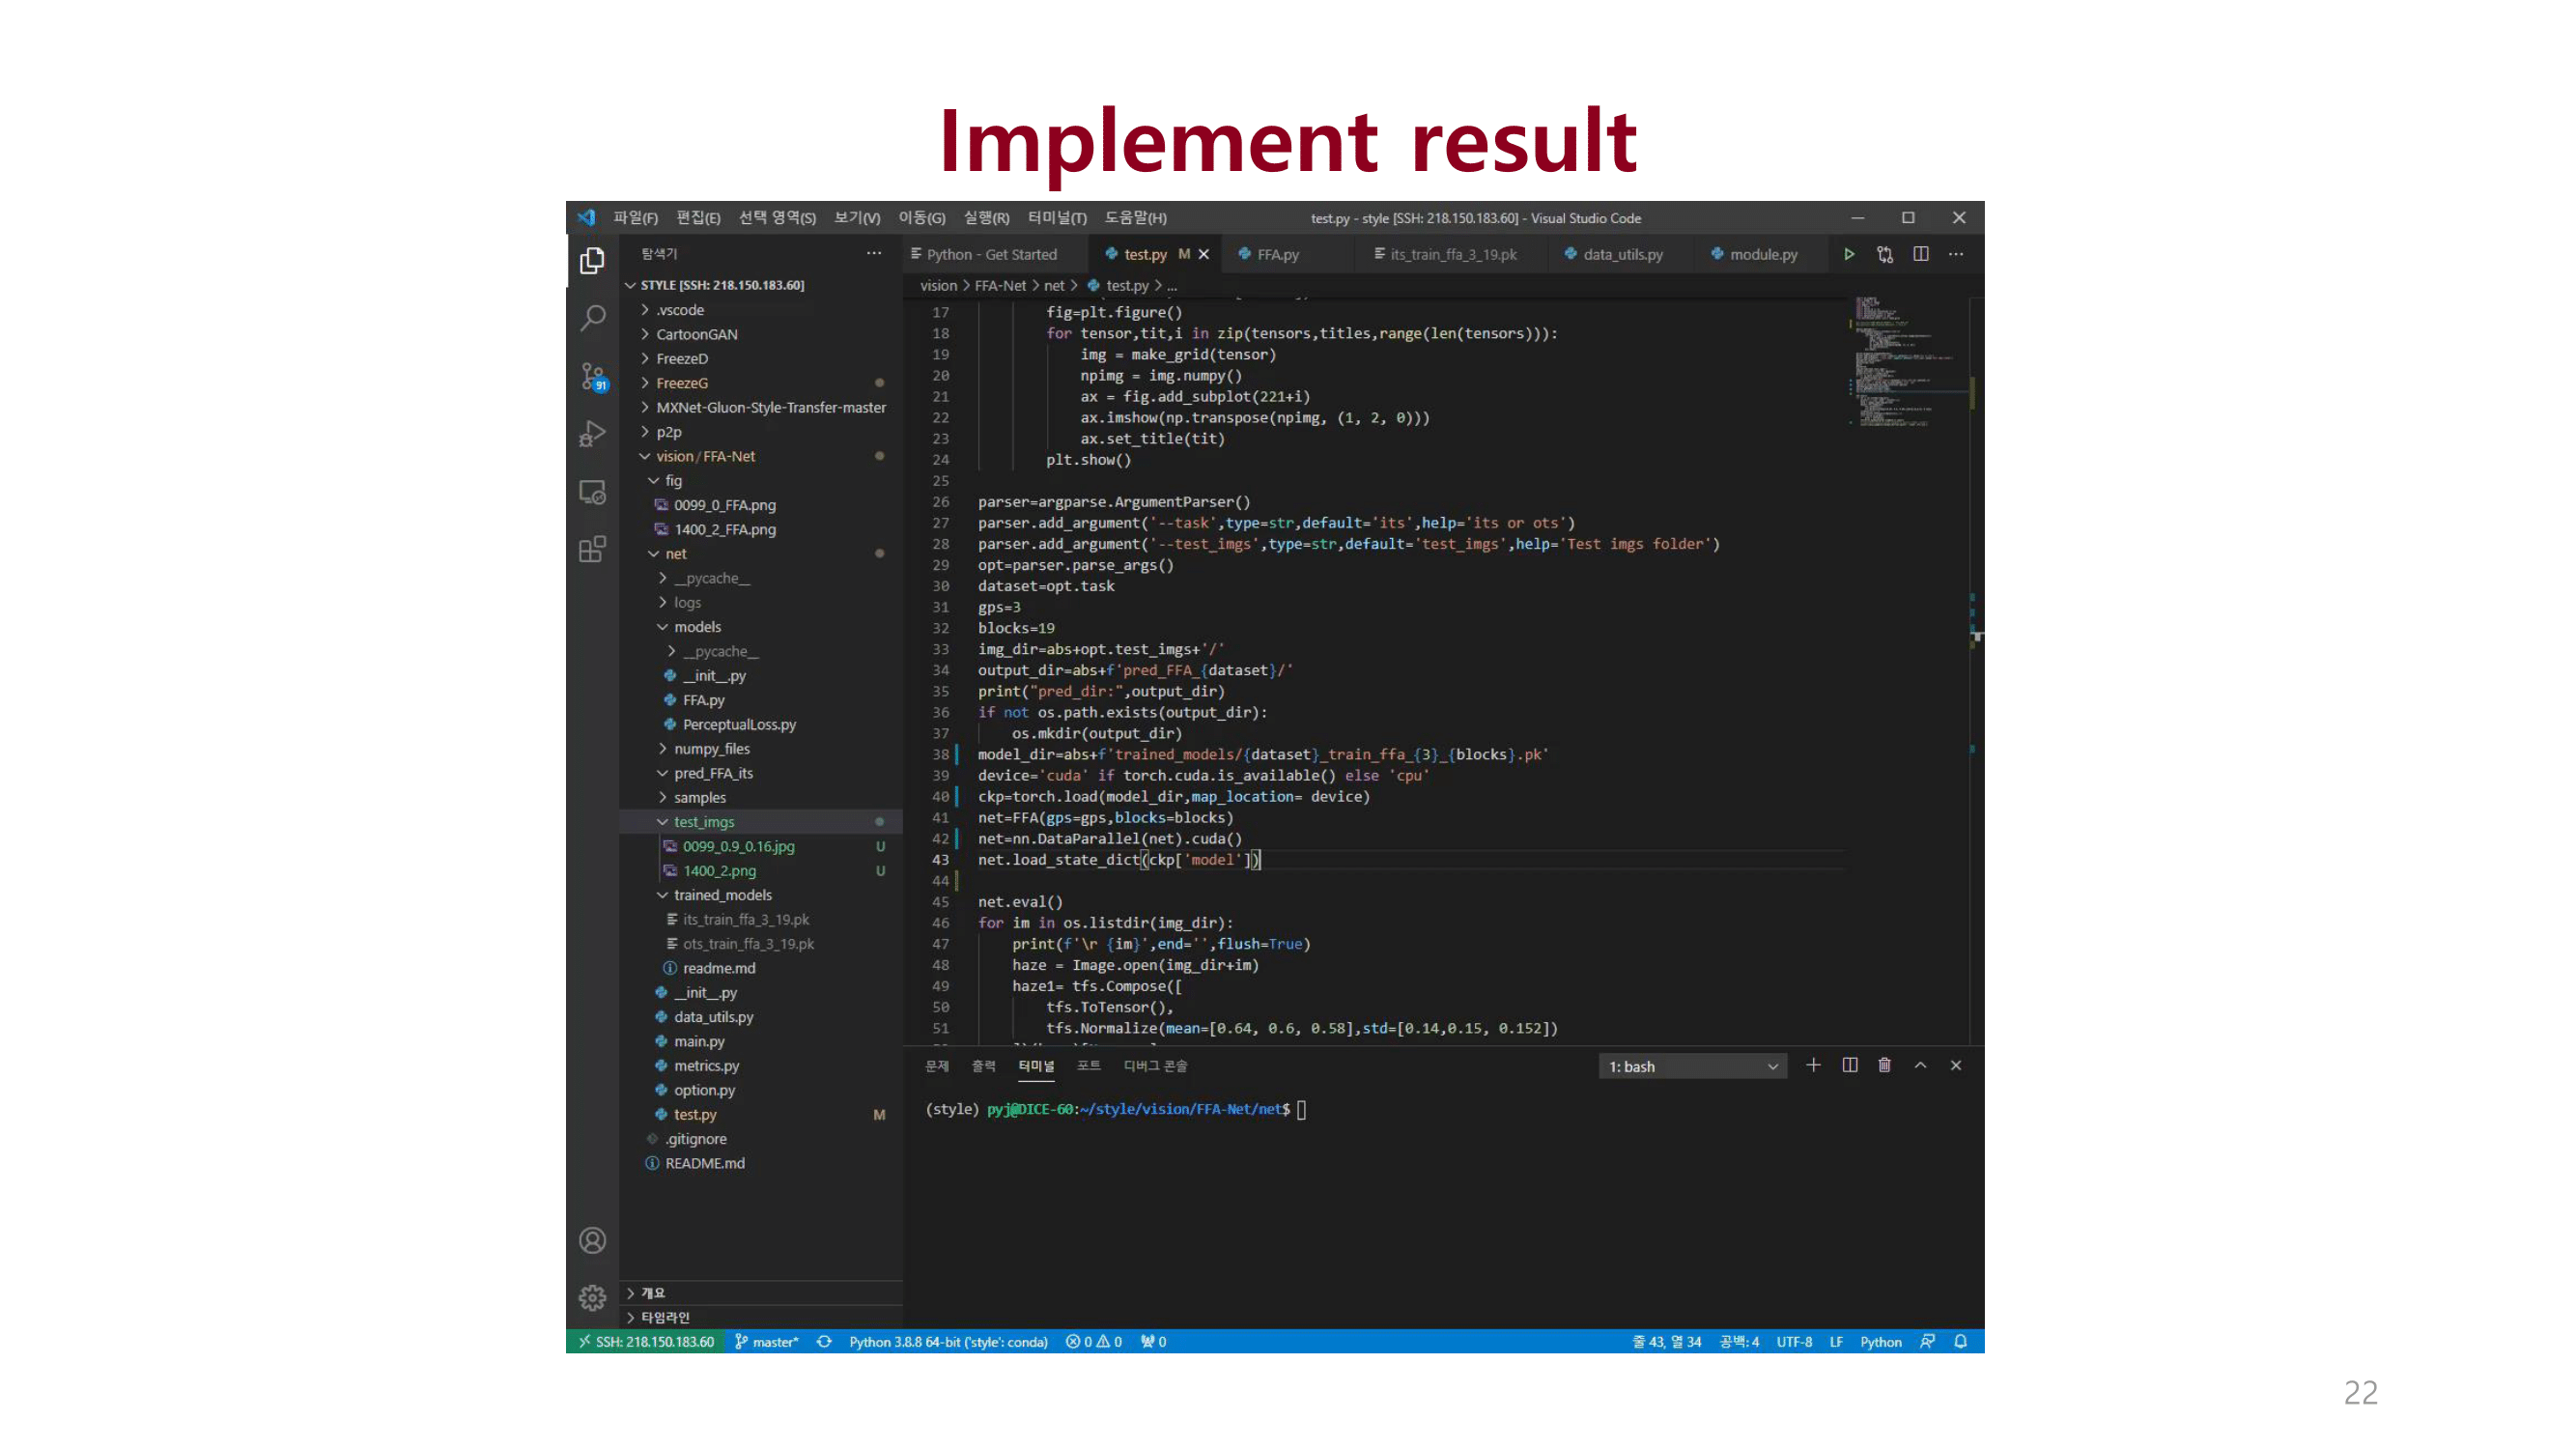 Implement result
파일(F) 편집(E) 선택 영역(S) 보기(V) 이동(G) 실행(R) 터미널(T) 도움말(H) test.py - style [SSH: 218.150.183.60] - Visual Studio Code
탐색기 ...
STYLE [SSH: 218.150.183.60]
.vscode
CartoonGAN
FreezeD
FreezeG
MXNet-Gluon-Style-Transfer-master
p2p
vision / FFA-Net
fig
0099_0_FFA.png
1400_2_FFA.png
net
__pycache__
logs
models
__pycache__
__init__.py
FFA.py
PerceptualLoss.py
numpy_files
pred_FFA_its
samples
test_imgs
0099_0.9_0.16.jpg U
1400_2.png U
trained_models
its_train_ffa_3_19.pk
ots_train_ffa_3_19.pk
readme.md
__init__.py
data_utils.py
main.py
metrics.py
option.py
test.py M
.gitignore
README.md
개요
타임라인
91
Python - Get Started test.py M FFA.py its_train_ffa_3_19.pk data_utils.py module.py ...
vision > FFA-Net > net > test.py > ...
17 fig=plt.figure()
18 for tensor,tit,i in zip(tensors,titles,range(len(tensors))):
19 img = make_grid(tensor)
20 npimg = img.numpy()
21 ax = fig.add_subplot(221+i)
22 ax.imshow(np.transpose(npimg, (1, 2, 0)))
23 ax.set_title(tit)
24 plt.show()
25
26 parser=argparse.ArgumentParser()
27 parser.add_argument('--task',type=str,default='its',help='its or ots')
28 parser.add_argument('--test_imgs',type=str,default='test_imgs',help='Test imgs folder')
29 opt=parser.parse_args()
30 dataset=opt.task
31 gps=3
32 blocks=19
33 img_dir=abs+opt.test_imgs+'/'
34 output_dir=abs+f'pred_FFA_{dataset}/'
35 print("pred_dir:",output_dir)
36 if not os.path.exists(output_dir):
37 os.mkdir(output_dir)
38 model_dir=abs+f'trained_models/{dataset}_train_ffa_{3}_{blocks}.pk'
39 device='cuda' if torch.cuda.is_available() else 'cpu'
40 ckp=torch.load(model_dir,map_location= device)
41 net=FFA(gps=gps,blocks=blocks)
42 net=nn.DataParallel(net).cuda()
43 net.load_state_dict(ckp['model'])
44
45 net.eval()
46 for im in os.listdir(img_dir):
47 print(f'\r {im}',end='',flush=True)
48 haze = Image.open(img_dir+im)
49 haze1= tfs.Compose([
50 tfs.ToTensor(),
51 tfs.Normalize(mean=[0.64, 0.6, 0.58],std=[0.14,0.15, 0.152])
문제 출력 터미널 포트 디버그 콘솔 1: bash
(style) pyj@DICE-60:~/style/vision/FFA-Net/net$
SSH: 218.150.183.60 master* Python 3.8.8 64-bit ('style': conda) 0 0 0 줄 43, 열 34 공백: 4 UTF-8 LF Python
22